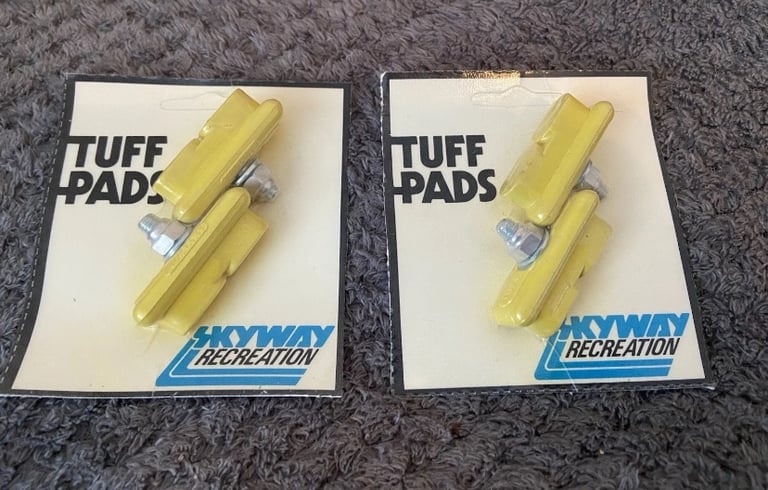 TUFF
PADS
SKYWAY
RECREATION
TUFF
PADS
SKYWAY
RECREATION